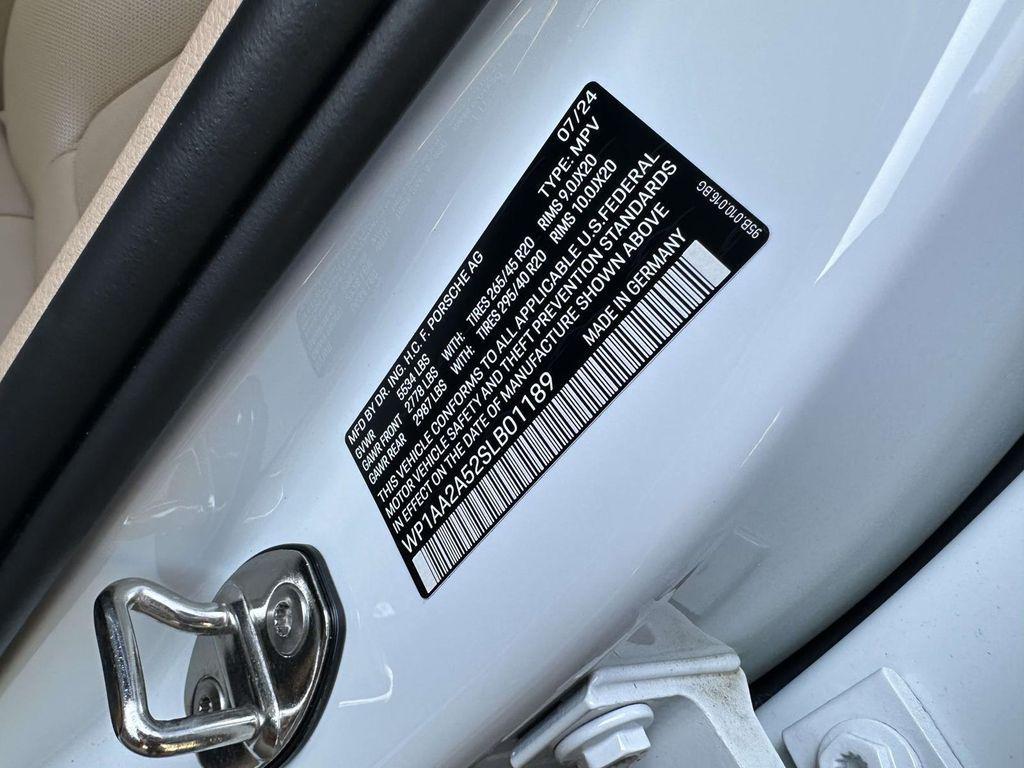 MFD BY DR. ING. H.C. F. PORSCHE AG 07/24
GVWR 5534 LBS TYPE: MPV
GAWR FRONT 2778 LBS WITH: TIRES 265/45 R20 RIMS 9.0JX20
GAWR REAR 2987 LBS WITH: TIRES 295/40 R20 RIMS 10.0JX20
THIS VEHICLE CONFORMS TO ALL APPLICABLE U.S. FEDERAL
MOTOR VEHICLE SAFETY AND THEFT PREVENTION STANDARDS
IN EFFECT ON DATE OF MANUFACTURE SHOWN ABOVE
WP1AA2A52SLB01189 MADE IN GERMANY
95B.010.016.BG